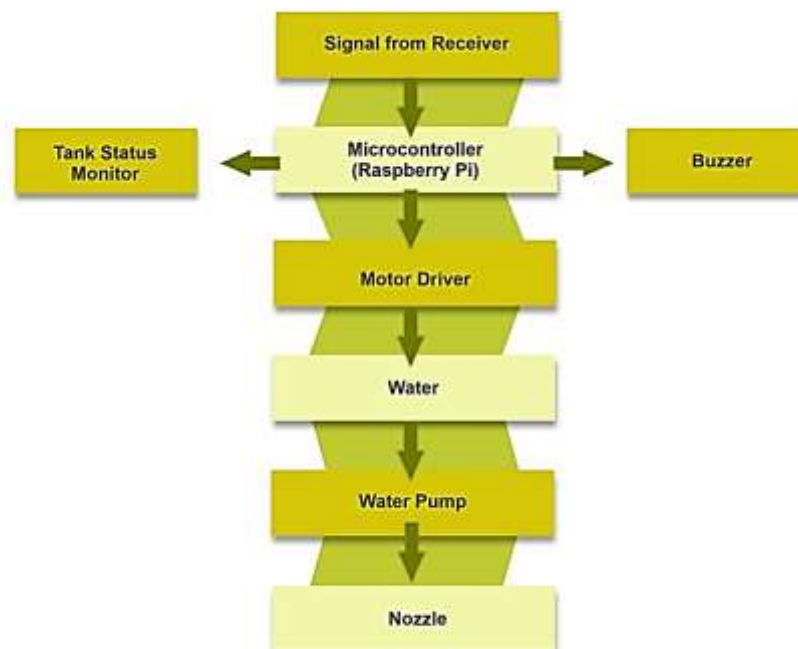 Signal from Receiver
Tank Status
Monitor
Microcontroller
(Raspberry Pi)
Buzzer
Motor Driver
Water
Water Pump
Nozzle